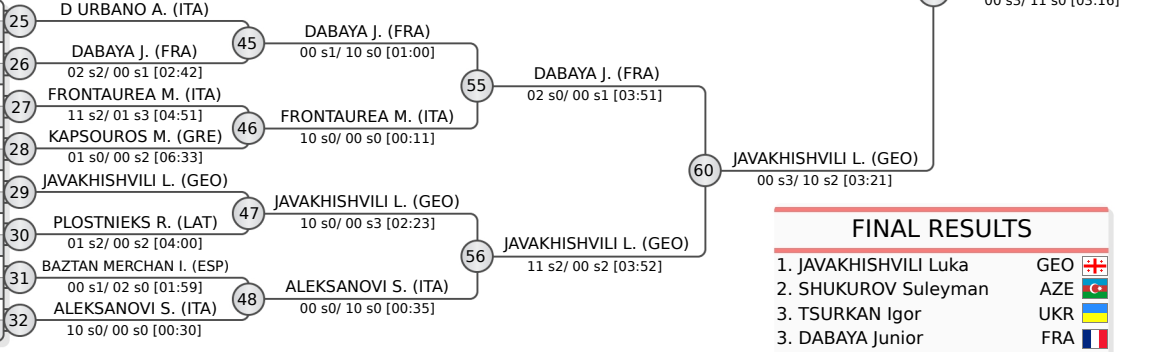 D URBANO A. (ITA)
25
DABAYA J. (FRA)
00 s1/ 10 s0 [01:00]
45
DABAYA J. (FRA)
02 s2/ 00 s1 [02:42]
26
DABAYA J. (FRA)
02 s0/ 00 s1 [03:51]
55
FRONTAUREA M. (ITA)
11 s2/ 01 s3 [04:51]
27
FRONTAUREA M. (ITA)
10 s0/ 00 s0 [00:11]
46
KAPSOUROS M. (GRE)
01 s0/ 00 s2 [06:33]
28
JAVAKHISHVILI L. (GEO)
00 s3/ 10 s2 [03:21]
60
JAVAKHISHVILI L. (GEO)
29
JAVAKHISHVILI L. (GEO)
10 s0/ 00 s3 [02:23]
47
PLOSTNIEKS R. (LAT)
01 s2/ 00 s2 [04:00]
30
JAVAKHISHVILI L. (GEO)
11 s2/ 00 s2 [03:52]
56
BAZTAN MERCHAN I. (ESP)
00 s1/ 02 s0 [01:59]
31
ALEKSANOVI S. (ITA)
00 s0/ 10 s0 [00:35]
48
ALEKSANOVI S. (ITA)
10 s0/ 00 s0 [00:30]
32
FINAL RESULTS
1. JAVAKHISHVILI Luka GEO
2. SHUKUROV Suleyman AZE
3. TSURKAN Igor UKR
3. DABAYA Junior FRA